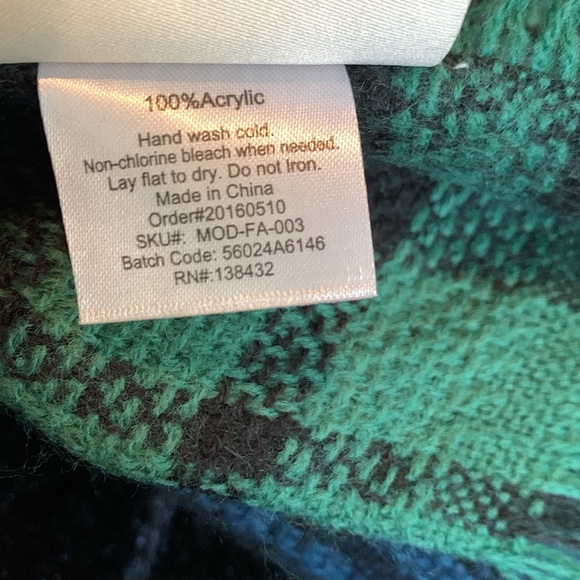 100%Acrylic
Hand wash cold.
Non-chlorine bleach when needed.
Lay flat to dry. Do not Iron.
Made in China
Order#20160510
SKU#: MOD-FA-003
Batch Code: 56024A6146
RN#:138432